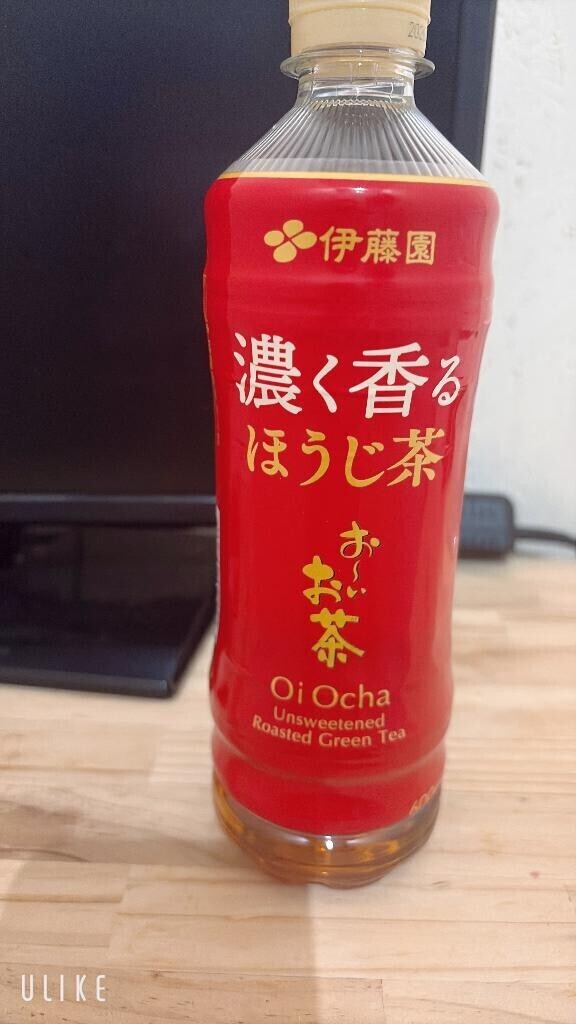 伊藤園
濃く香る
ほうじ茶
お～い
お茶
Oi Ocha
Unsweetened
Roasted Green Tea
ULIKE